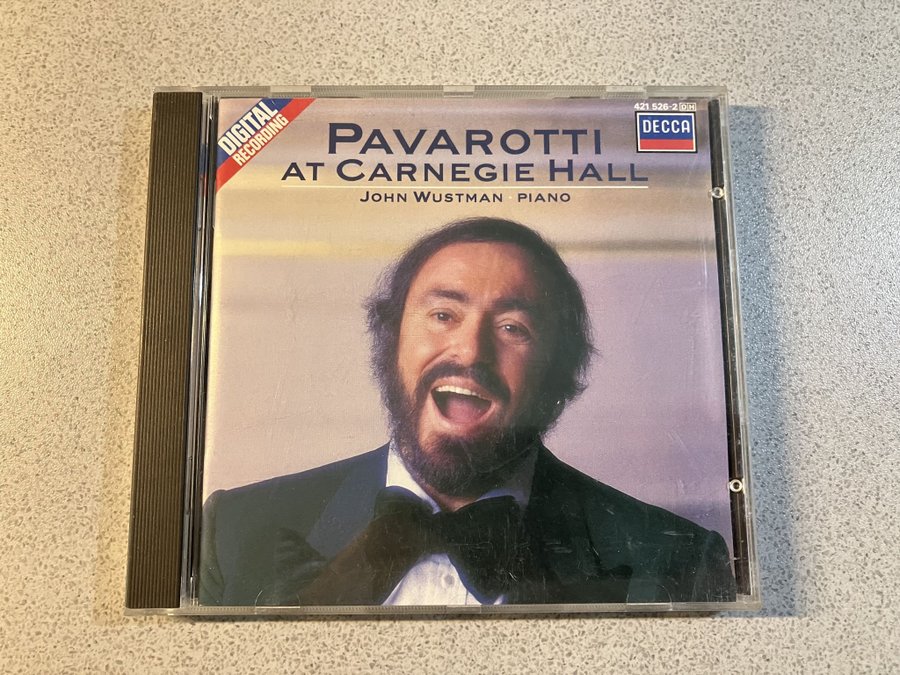 DIGITAL
RECORDING
421 526-2 DH
DECCA
PAVAROTTI
AT CARNEGIE HALL
JOHN WUSTMAN · PIANO